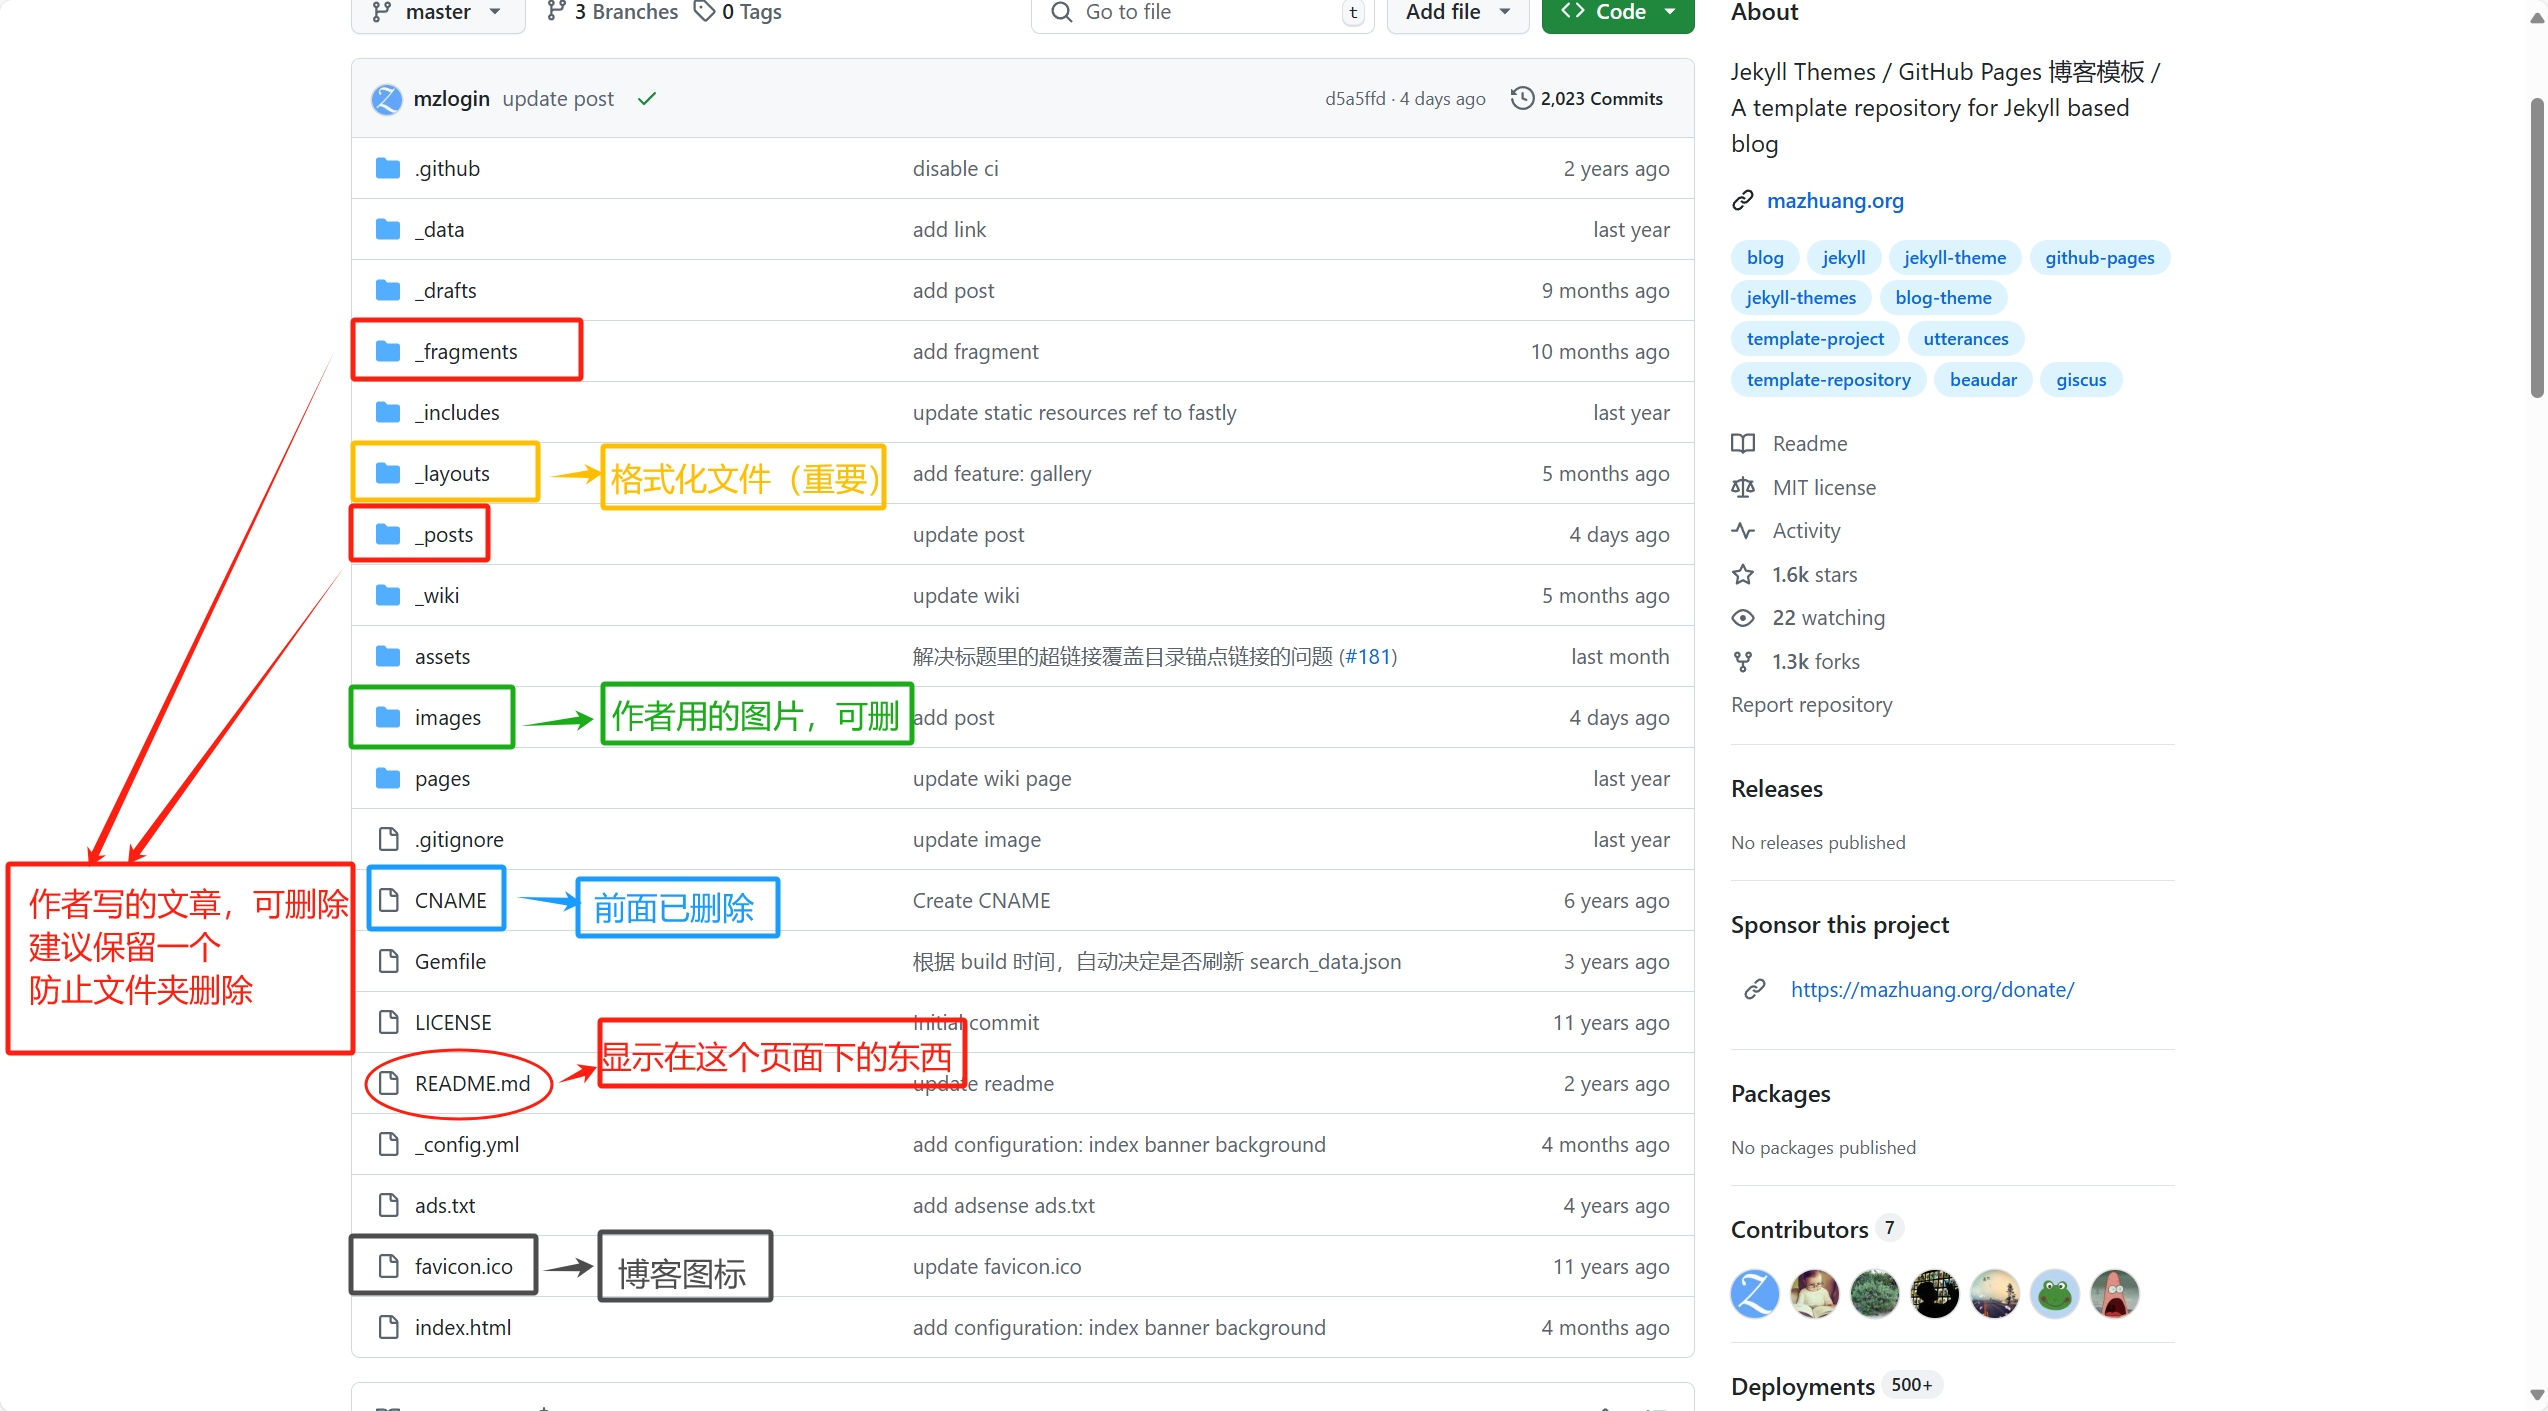 master
3 Branches
0 Tags
Go to file
t
Add file
Code
mzlogin update post
d5a5ffd · 4 days ago
2,023 Commits
.github disable ci 2 years ago
_data add link last year
_drafts add post 9 months ago
_fragments add fragment 10 months ago
_includes update static resources ref to fastly last year
_layouts 格式化文件（重要） add feature: gallery 5 months ago
_posts update post 4 days ago
_wiki update wiki 5 months ago
assets 解决标题里的超链接覆盖目录锚点链接的问题 (#181) last month
images 作者用的图片，可删 add post 4 days ago
pages update wiki page last year
.gitignore update image last year
CNAME 前面已删除 Create CNAME 6 years ago
Gemfile 根据 build 时间，自动决定是否刷新 search_data.json 3 years ago
LICENSE Initial commit 11 years ago
README.md 显示在这个页面下的东西 update readme 2 years ago
_config.yml add configuration: index banner background 4 months ago
ads.txt add adsense ads.txt 4 years ago
favicon.ico 博客图标 update favicon.ico 11 years ago
index.html add configuration: index banner background 4 months ago
作者写的文章，可删除
建议保留一个
防止文件夹删除
About
Jekyll Themes / GitHub Pages 博客模板 /
A template repository for Jekyll based
blog
mazhuang.org
blog jekyll jekyll-theme github-pages
jekyll-themes blog-theme
template-project utterances
template-repository beaudar giscus
Readme
MIT license
Activity
1.6k stars
22 watching
1.3k forks
Report repository
Releases
No releases published
Sponsor this project
https://mazhuang.org/donate/
Packages
No packages published
Contributors 7
Deployments 500+